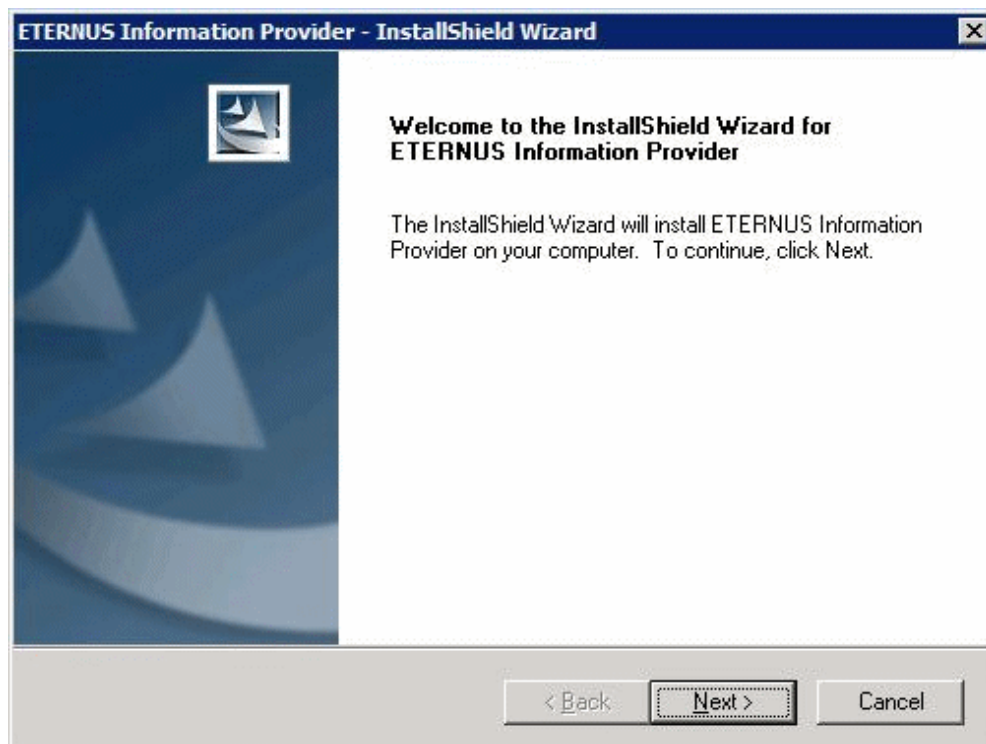 ETERNUS Information Provider - InstallShield Wizard
Welcome to the InstallShield Wizard for
ETERNUS Information Provider
The InstallShield Wizard will install ETERNUS Information
Provider on your computer.  To continue, click Next.
< Back
Next >
Cancel